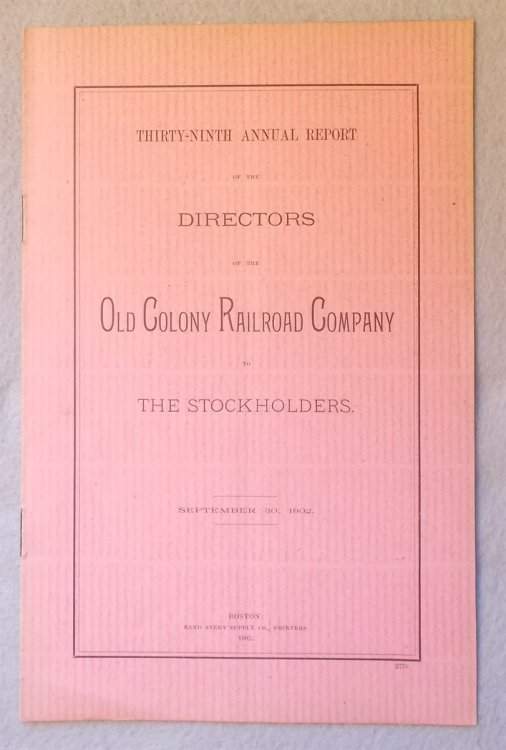 THIRTY-NINTH ANNUAL REPORT
OF THE
DIRECTORS
OF THE
OLD COLONY RAILROAD COMPANY
TO
THE STOCKHOLDERS.
SEPTEMBER 30, 1902.
BOSTON:
RAND AVERY SUPPLY CO., PRINTERS
1902.